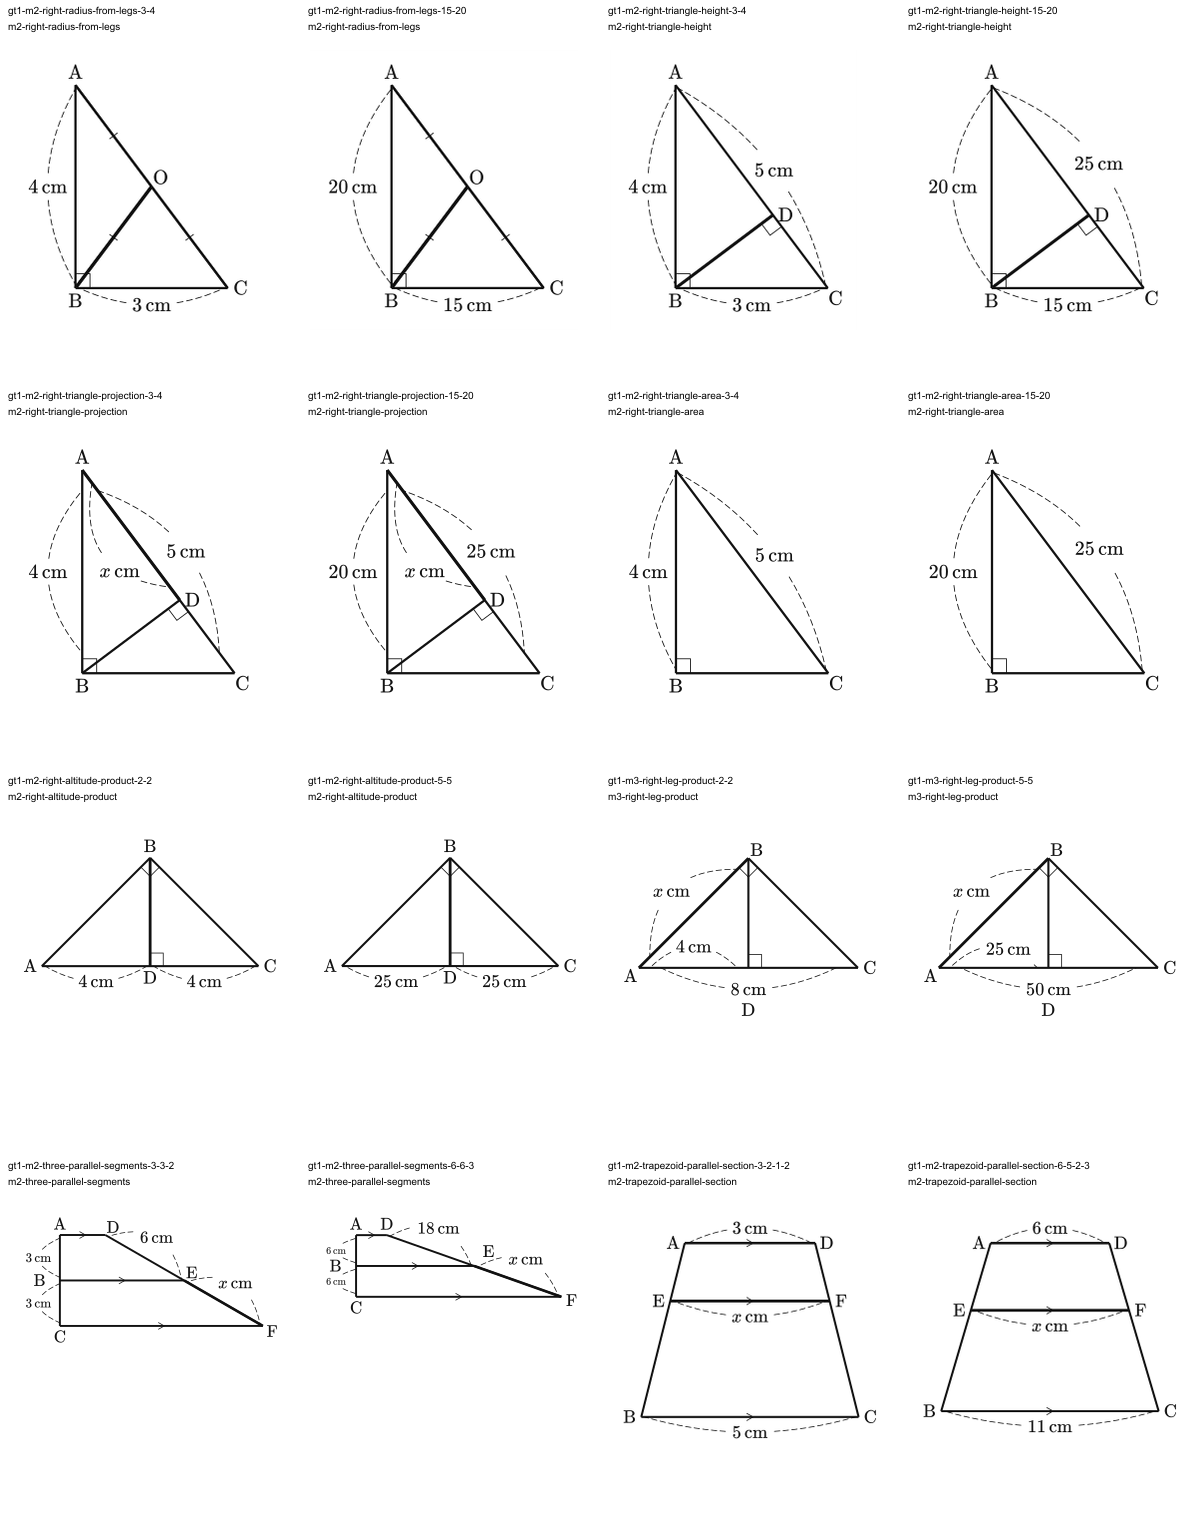 gt1-m2-right-radius-from-legs-3-4
m2-right-radius-from-legs
A
O
4 cm
B
C
3 cm
gt1-m2-right-radius-from-legs-15-20
m2-right-radius-from-legs
A
O
20 cm
B
C
15 cm
gt1-m2-right-triangle-height-3-4
m2-right-triangle-height
A
5 cm
4 cm
D
B
C
3 cm
gt1-m2-right-triangle-height-15-20
m2-right-triangle-height
A
25 cm
20 cm
D
B
C
15 cm
gt1-m2-right-triangle-projection-3-4
m2-right-triangle-projection
A
5 cm
4 cm
x cm
D
B
C
gt1-m2-right-triangle-projection-15-20
m2-right-triangle-projection
A
25 cm
20 cm
x cm
D
B
C
gt1-m2-right-triangle-area-3-4
m2-right-triangle-area
A
5 cm
4 cm
B
C
gt1-m2-right-triangle-area-15-20
m2-right-triangle-area
A
25 cm
20 cm
B
C
gt1-m2-right-altitude-product-2-2
m2-right-altitude-product
B
A
C
4 cm
D
4 cm
gt1-m2-right-altitude-product-5-5
m2-right-altitude-product
B
A
C
25 cm
D
25 cm
gt1-m3-right-leg-product-2-2
m3-right-leg-product
B
x cm
4 cm
A
C
8 cm
D
gt1-m3-right-leg-product-5-5
m3-right-leg-product
B
x cm
25 cm
A
C
50 cm
D
gt1-m2-three-parallel-segments-3-3-2
m2-three-parallel-segments
A
D
6 cm
3 cm
B
E
x cm
3 cm
C
F
gt1-m2-three-parallel-segments-6-6-3
m2-three-parallel-segments
A
D
18 cm
6 cm
E
x cm
B
6 cm
C
F
gt1-m2-trapezoid-parallel-section-3-2-1-2
m2-trapezoid-parallel-section
3 cm
A
D
E
F
x cm
B
C
5 cm
gt1-m2-trapezoid-parallel-section-6-5-2-3
m2-trapezoid-parallel-section
6 cm
A
D
E
F
x cm
B
C
11 cm